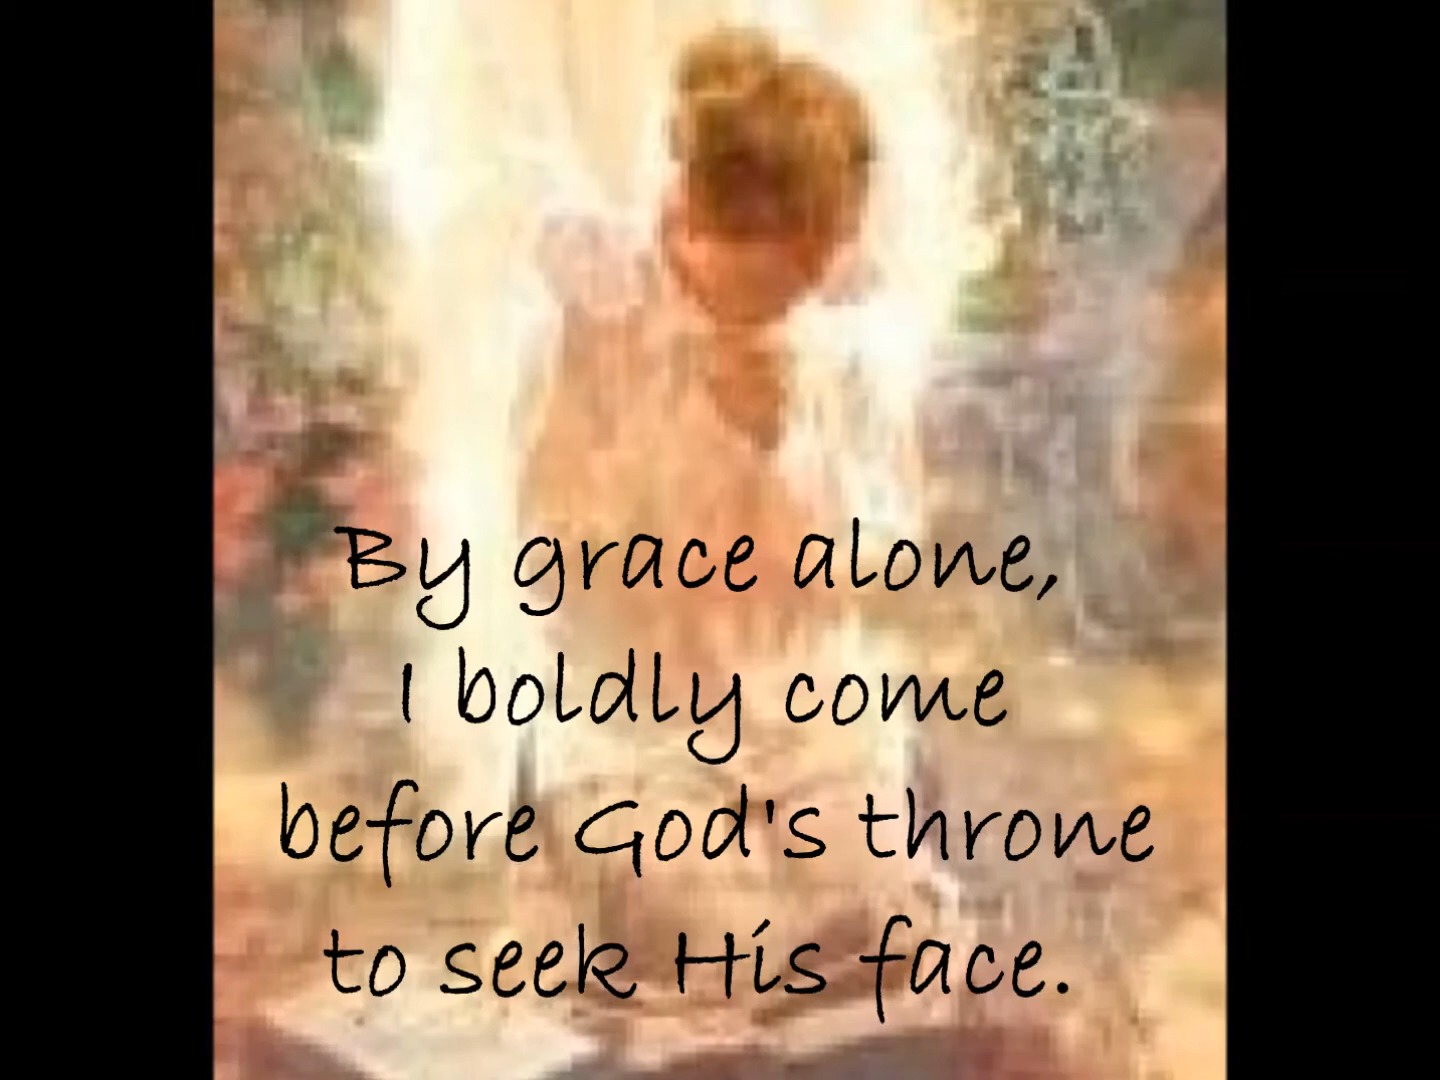 By grace alone,
I boldly come
before God's throne
to seek His face.